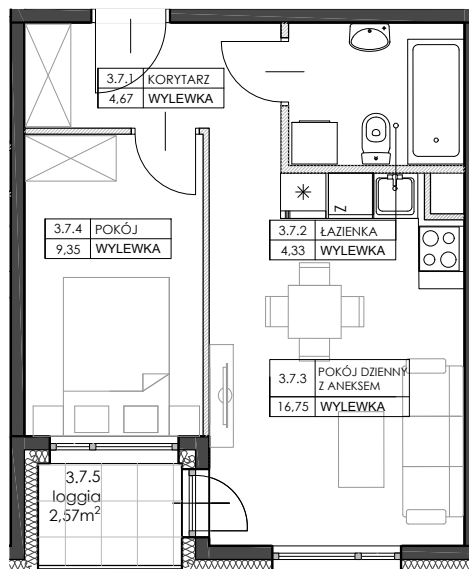 3.7.1 KORYTARZ
4,67 WYLEWKA
3.7.4 POKÓJ
9,35 WYLEWKA
Z
3.7.2 ŁAZIENKA
4,33 WYLEWKA
3.7.3 POKÓJ DZIENNY
Z ANEKSEM
16,75 WYLEWKA
3.7.5
loggia
2,57m²